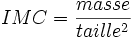 IMC = masse / taille²